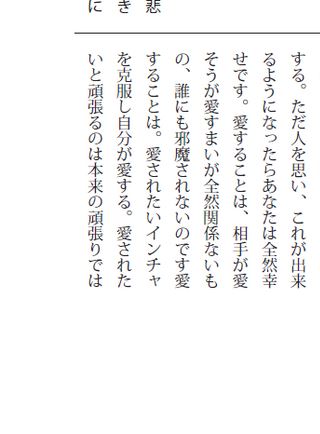 悲
き
に
する。ただ人を思い、これが出来
るようになったらあなたは全然幸
せです。愛することは、相手が愛
そうが愛すまいが全然関係ないも
の、誰にも邪魔されないのです愛
することは。愛されたいインチャ
を克服し自分が愛する。愛された
いと頑張るのは本来の頑張りでは